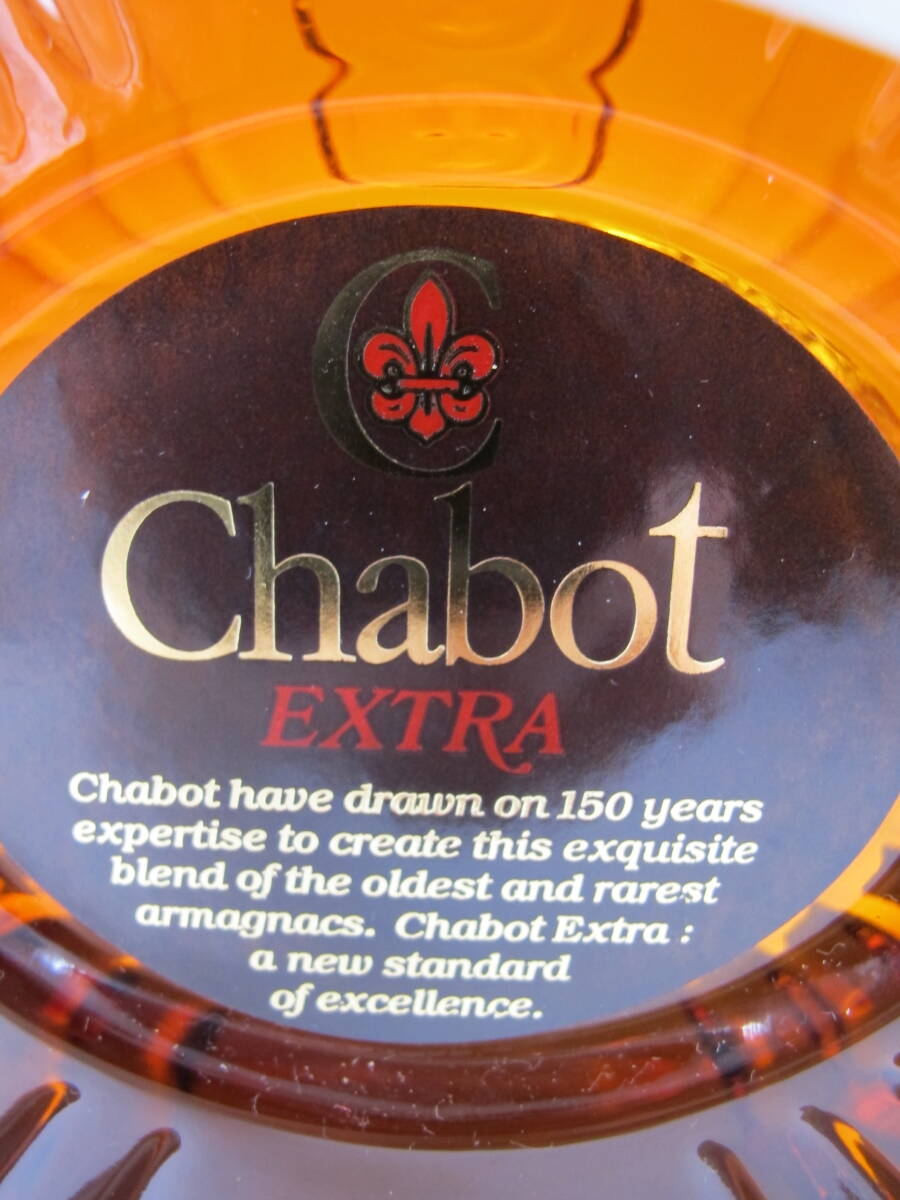 C
Chabot
EXTRA
Chabot have drawn on 150 years
expertise to create this exquisite
blend of the oldest and rarest
armagnacs. Chabot Extra :
a new standard
of excellence.